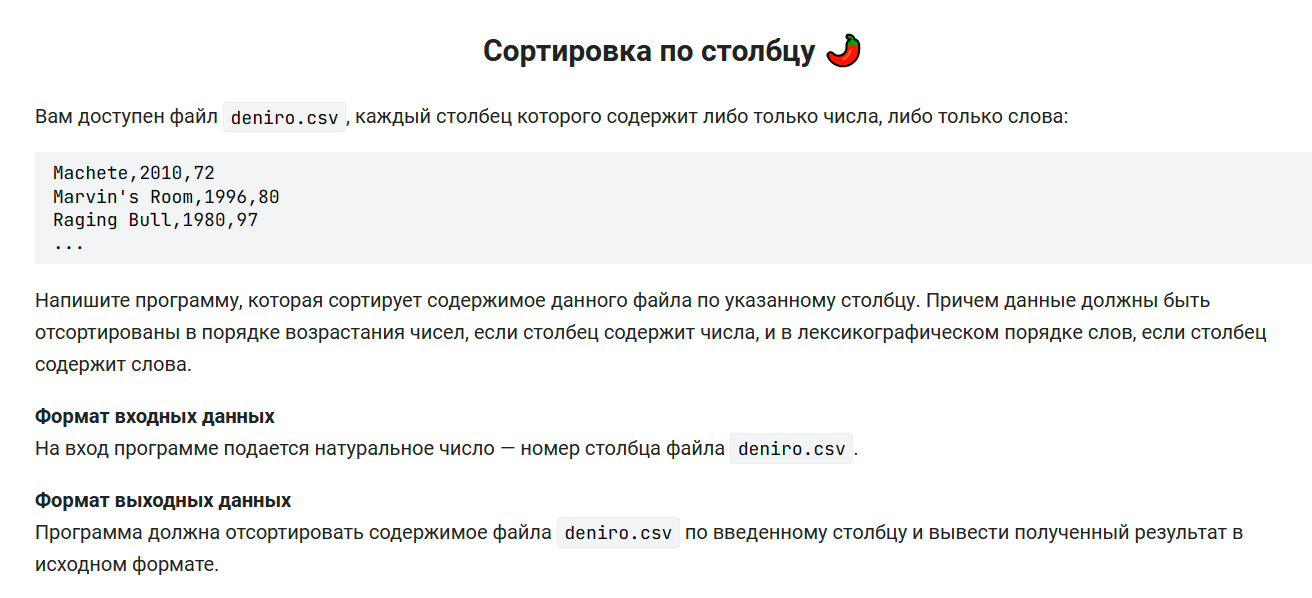 Сортировка по столбцу 🌶️
Вам доступен файл deniro.csv, каждый столбец которого содержит либо только числа, либо только слова:
Machete,2010,72
Marvin's Room,1996,80
Raging Bull,1980,97
...
Напишите программу, которая сортирует содержимое данного файла по указанному столбцу. Причем данные должны быть
отсортированы в порядке возрастания чисел, если столбец содержит числа, и в лексикографическом порядке слов, если столбец
содержит слова.
Формат входных данных
На вход программе подается натуральное число — номер столбца файла deniro.csv.
Формат выходных данных
Программа должна отсортировать содержимое файла deniro.csv по введенному столбцу и вывести полученный результат в
исходном формате.